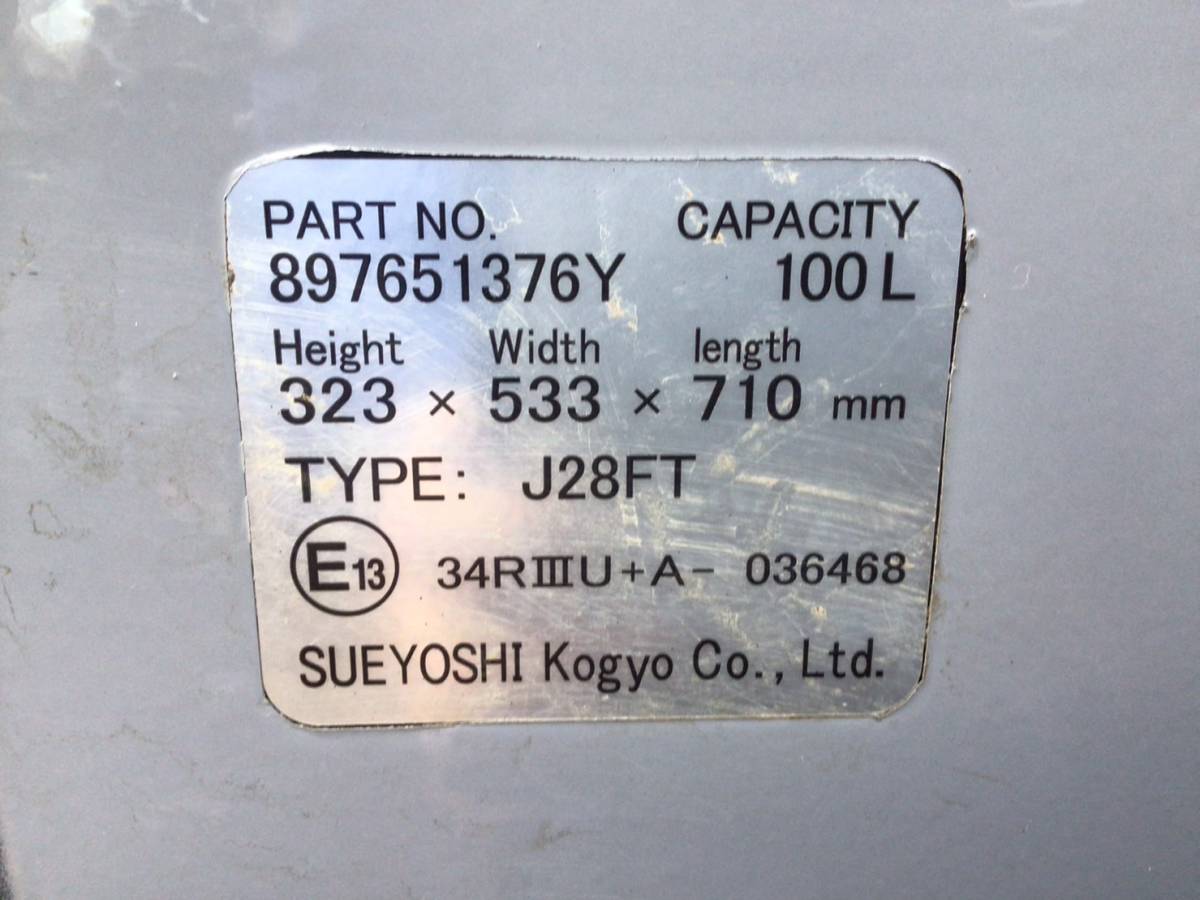 PART NO. CAPACITY
897651376Y 100 L
Height Width length
323 × 533 × 710 mm
TYPE: J28FT
E13 34RⅢU+A- 036468
SUEYOSHI Kogyo Co., Ltd.